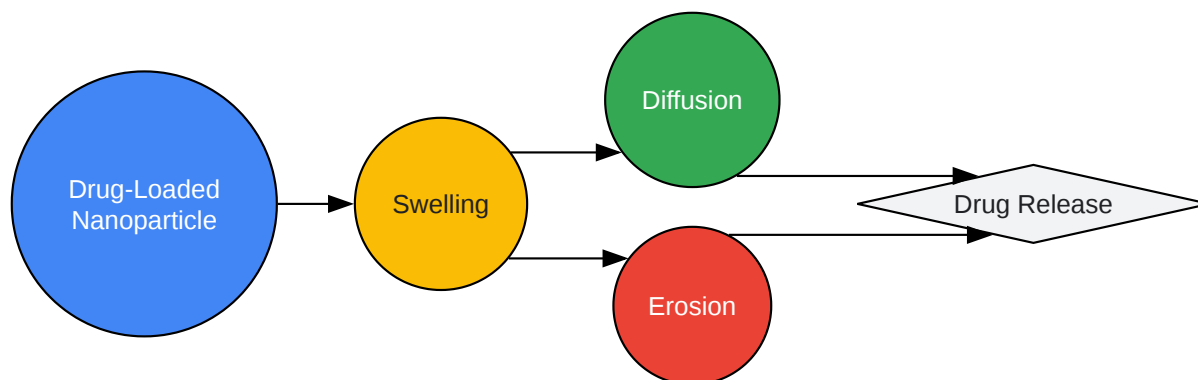 Drug-Loaded
Nanoparticle
Swelling
Diffusion
Erosion
Drug Release